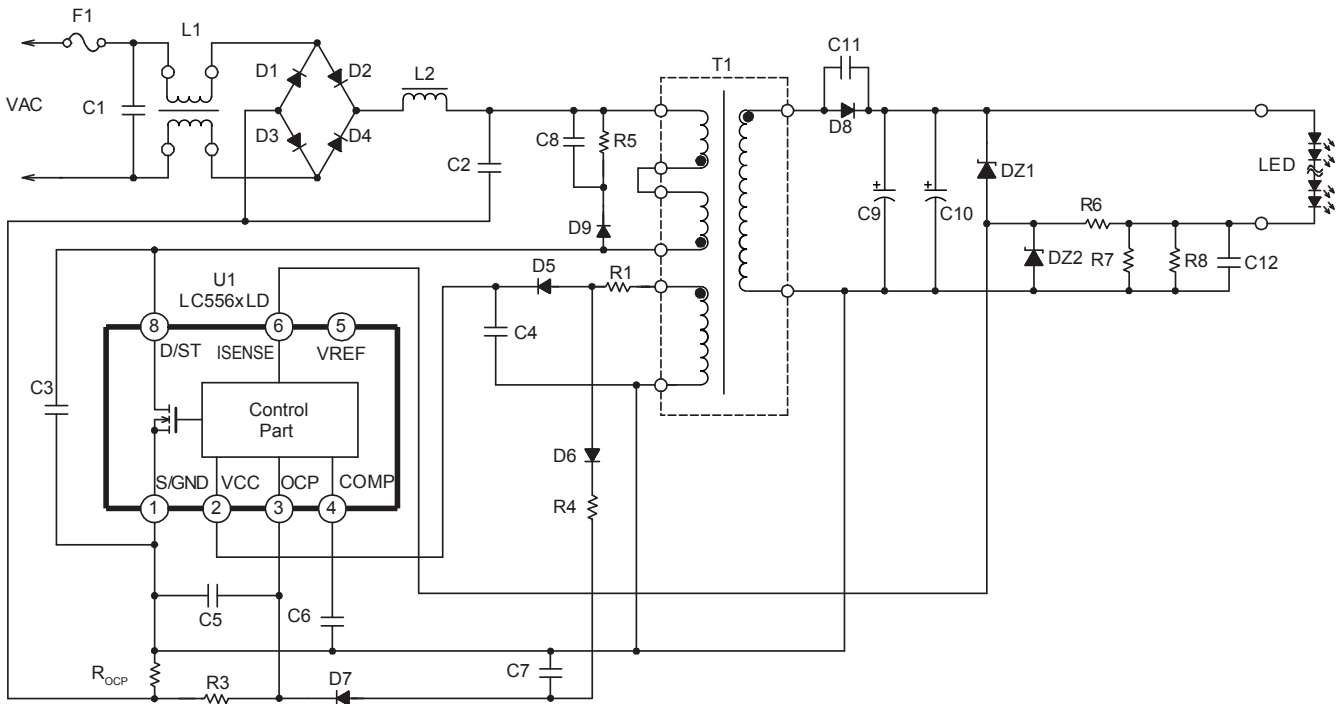 F1
L1
C11
T1
D1
D2
L2
VAC
C1
D8
D3
D4
C8
R5
C2
DZ1
LED
R6
C9
C10
D9
DZ2
R7
R8
C12
U1
LC556xLD
D5
R1
8
6
5
C4
D/ST
ISENSE
VREF
C3
Control
Part
D6
S/GND
VCC
OCP
COMP
1
2
3
4
R4
C5
C6
C7
ROCP
R3
D7